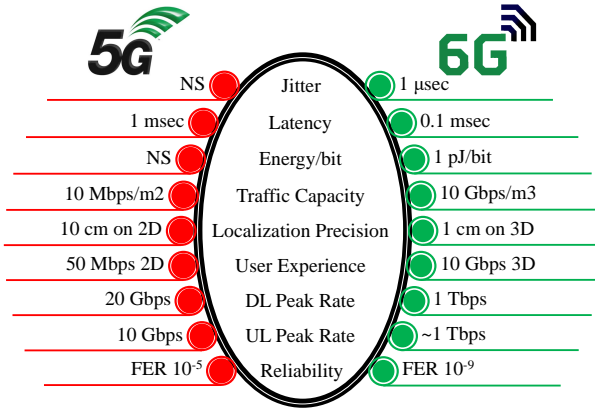 5G 6G
NS Jitter 1 μsec
1 msec Latency 0.1 msec
NS Energy/bit 1 pJ/bit
10 Mbps/m2 Traffic Capacity 10 Gbps/m3
10 cm on 2D Localization Precision 1 cm on 3D
50 Mbps 2D User Experience 10 Gbps 3D
20 Gbps DL Peak Rate 1 Tbps
10 Gbps UL Peak Rate ~1 Tbps
FER 10⁻⁵ Reliability FER 10⁻⁹